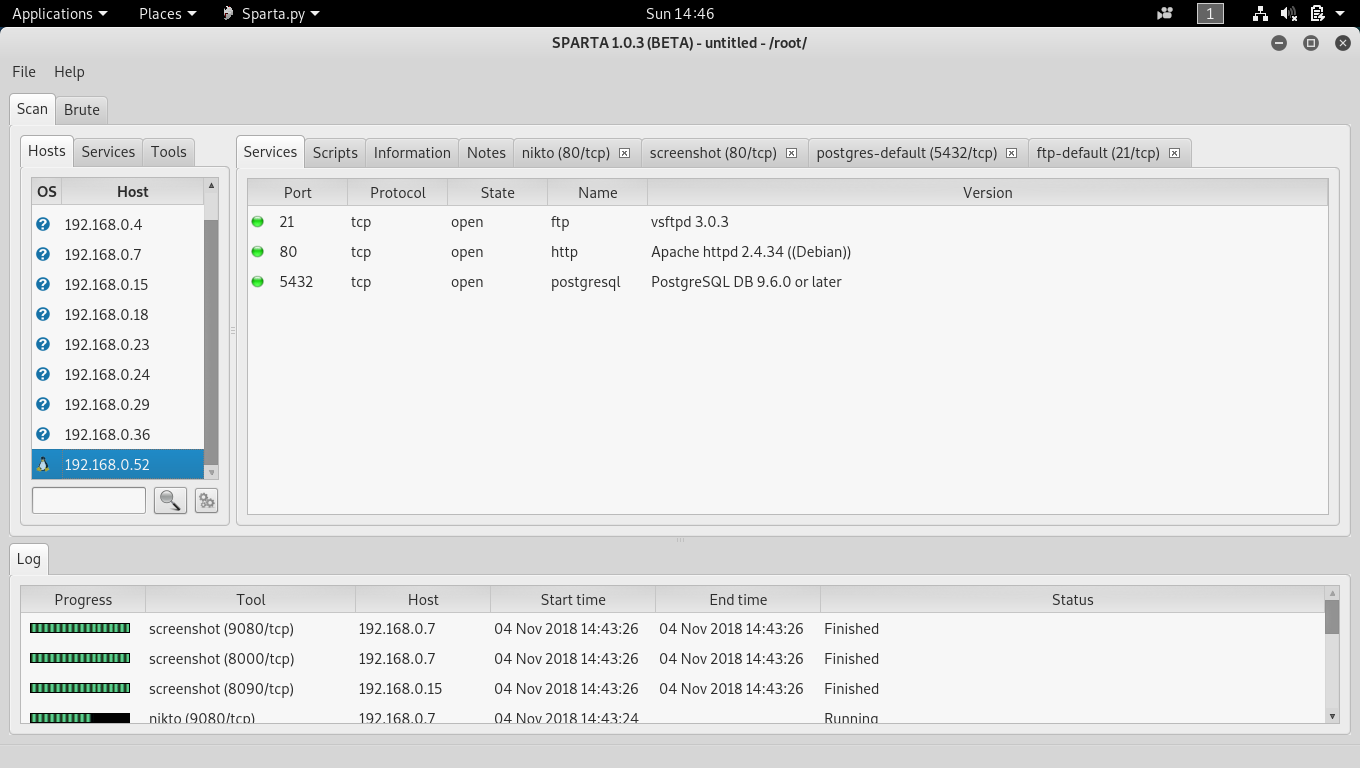 Applications Places Sparta.py Sun 14:46 1
SPARTA 1.0.3 (BETA) - untitled - /root/
File Help
Scan Brute
Hosts Services Tools
OS Host
192.168.0.4
192.168.0.7
192.168.0.15
192.168.0.18
192.168.0.23
192.168.0.24
192.168.0.29
192.168.0.36
192.168.0.52
Services Scripts Information Notes nikto (80/tcp) screenshot (80/tcp) postgres-default (5432/tcp) ftp-default (21/tcp)
Port Protocol State Name Version
21 tcp open ftp vsftpd 3.0.3
80 tcp open http Apache httpd 2.4.34 ((Debian))
5432 tcp open postgresql PostgreSQL DB 9.6.0 or later
Log
Progress Tool Host Start time End time Status
screenshot (9080/tcp) 192.168.0.7 04 Nov 2018 14:43:26 04 Nov 2018 14:43:26 Finished
screenshot (8000/tcp) 192.168.0.7 04 Nov 2018 14:43:26 04 Nov 2018 14:43:26 Finished
screenshot (8090/tcp) 192.168.0.15 04 Nov 2018 14:43:26 04 Nov 2018 14:43:26 Finished
nikto (9080/tcp) 192.168.0.7 04 Nov 2018 14:43:24 Running